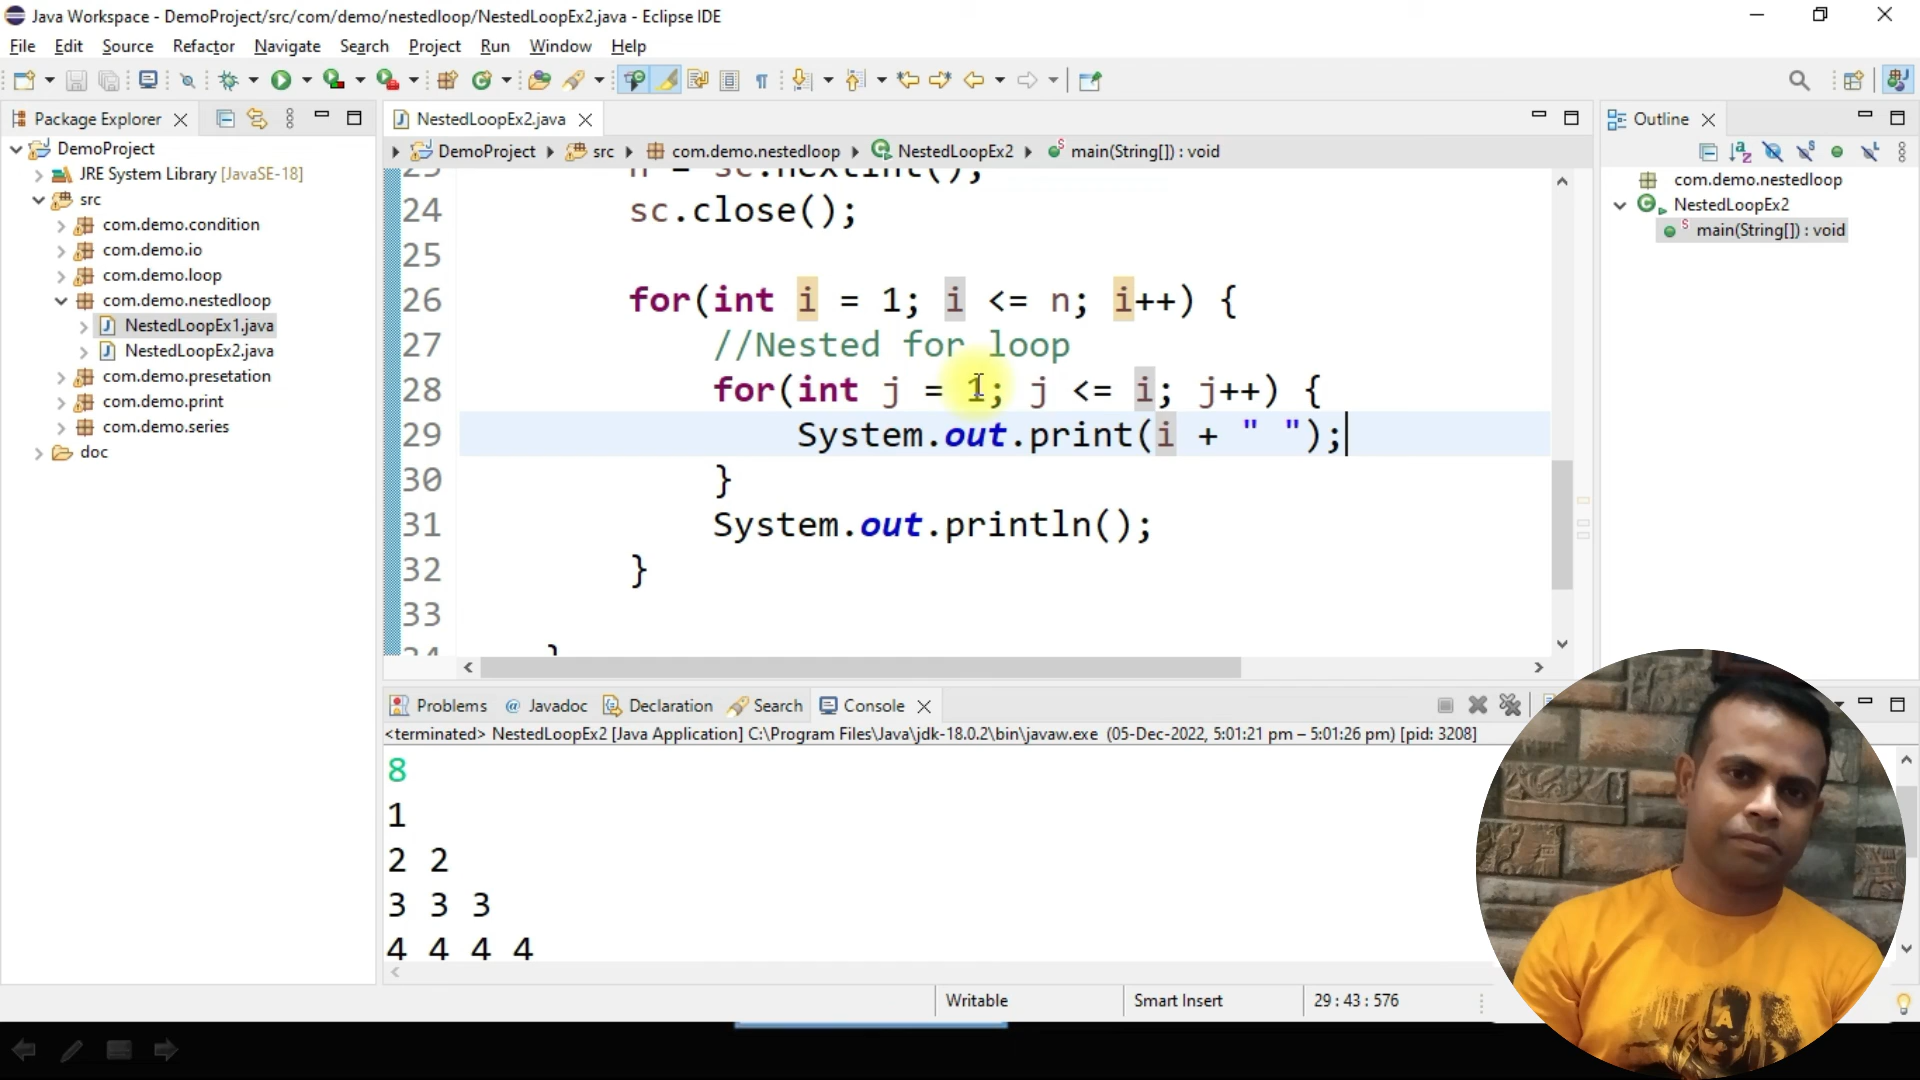 Java Workspace - DemoProject/src/com/demo/nestedloop/NestedLoopEx2.java - Eclipse IDE
File Edit Source Refactor Navigate Search Project Run Window Help
Package Explorer
DemoProject
JRE System Library [JavaSE-18]
src
com.demo.condition
com.demo.io
com.demo.loop
com.demo.nestedloop
NestedLoopEx1.java
NestedLoopEx2.java
com.demo.presetation
com.demo.print
com.demo.series
doc
NestedLoopEx2.java
DemoProject src com.demo.nestedloop NestedLoopEx2 main(String[]) : void
23 n = sc.nextInt();
24 sc.close();
25
26 for(int i = 1; i <= n; i++) {
27 //Nested for loop
28 for(int j = 1; j <= i; j++) {
29 System.out.print(i + " ");
30 }
31 System.out.println();
32 }
33
34 }
Outline
com.demo.nestedloop
NestedLoopEx2
main(String[]) : void
Problems Javadoc Declaration Search Console
<terminated> NestedLoopEx2 [Java Application] C:\Program Files\Java\jdk-18.0.2\bin\javaw.exe (05-Dec-2022, 5:01:21 pm – 5:01:26 pm) [pid: 3208]
8
1
2 2
3 3 3
4 4 4 4
Writable Smart Insert 29 : 43 : 576